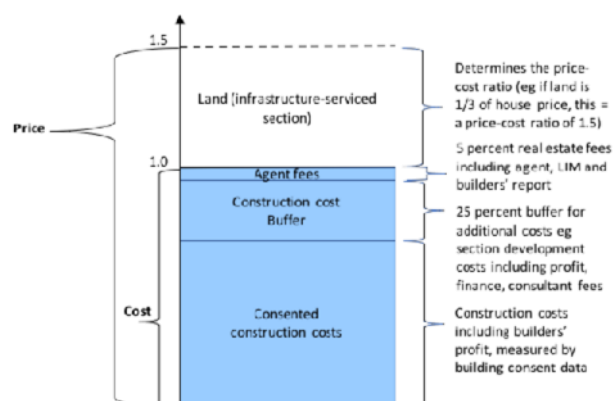 1.5
Land (infrastructure-serviced
section)
Determines the price-
cost ratio (eg if land is
1/3 of house price, this =
a price-cost ratio of 1.5)
Price
1.0
Agent fees
5 percent real estate fees
including agent, LIM and
builders' report
Construction cost
Buffer
25 percent buffer for
additional costs eg
section development
costs including profit,
finance, consultant fees
Cost
Consented
construction costs
Construction costs
including builders'
profit, measured by
building consent data